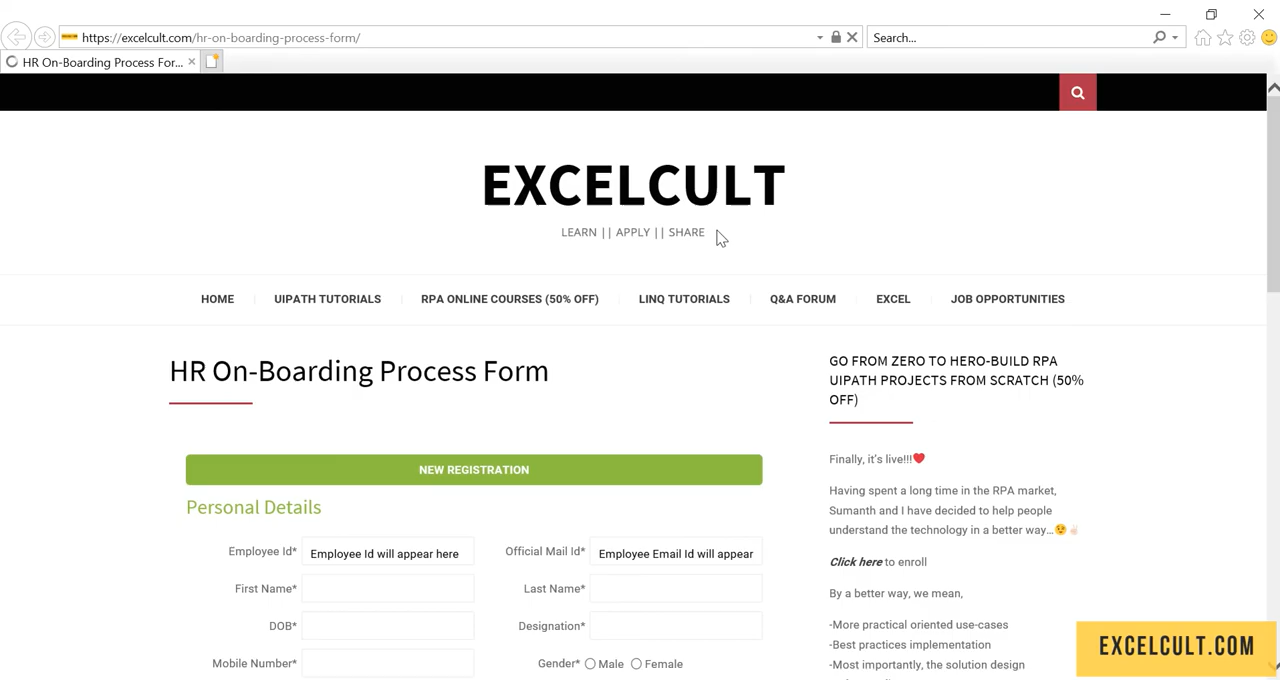 https://excelcult.com/hr-on-boarding-process-form/
Search...
HR On-Boarding Process For...
EXCELCULT
LEARN || APPLY || SHARE
HOME
UIPATH TUTORIALS
RPA ONLINE COURSES (50% OFF)
LINQ TUTORIALS
Q&A FORUM
EXCEL
JOB OPPORTUNITIES
HR On-Boarding Process Form
NEW REGISTRATION
Personal Details
Employee Id* Employee Id will appear here
Official Mail Id* Employee Email Id will appear
First Name*
Last Name*
DOB*
Designation*
Mobile Number*
Gender* Male Female
GO FROM ZERO TO HERO-BUILD RPA
UIPATH PROJECTS FROM SCRATCH (50%
OFF)
Finally, it's live!!!❤️
Having spent a long time in the RPA market,
Sumanth and I have decided to help people
understand the technology in a better way...😉✌🏻
Click here to enroll
By a better way, we mean,
-More practical oriented use-cases
-Best practices implementation
-Most importantly, the solution design
EXCELCULT.COM